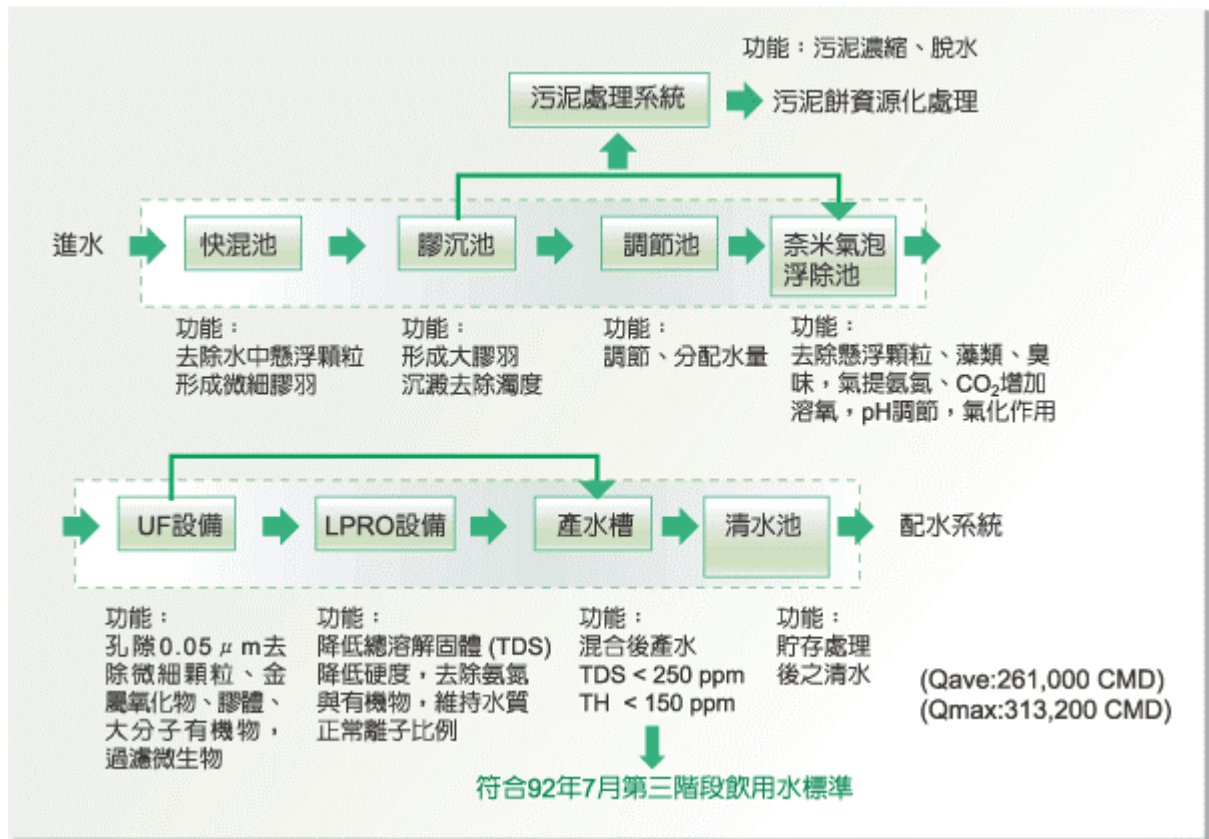 功能：污泥濃縮、脫水
污泥處理系統
污泥餅資源化處理
進水
快混池
膠沉池
調節池
奈米氣泡
浮除池
功能：
去除水中懸浮顆粒
形成微細膠羽
功能：
形成大膠羽
沉澱去除濁度
功能：
調節、分配水量
功能：
去除懸浮顆粒、藻類、臭
味，氣提氨氮、CO₂增加
溶氧，pH調節，氣化作用
UF設備
LPRO設備
產水槽
清水池
配水系統
功能：
孔隙0.05μm去
除微細顆粒、金
屬氧化物、膠體、
大分子有機物，
過濾微生物
功能：
降低總溶解固體 (TDS)
降低硬度，去除氨氮
與有機物，維持水質
正常離子比例
功能：
混合後產水
TDS < 250 ppm
TH < 150 ppm
功能：
貯存處理
後之清水
(Qave:261,000 CMD)
(Qmax:313,200 CMD)
符合92年7月第三階段飲用水標準